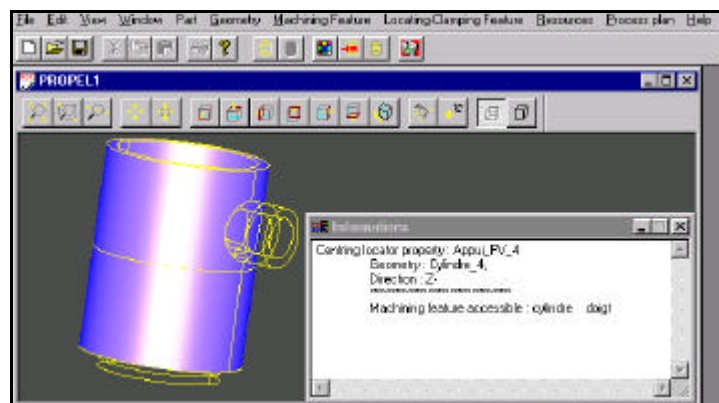 File Edit View Window Part Geometry Machining Feature Locating-Clamping Feature Resources Process plan Help
PROPEL1
Informations
Centring locator property : Appui_PV_4
Geometry : Cylindre_4,
Direction : Z-
Machining feature accessible : cylindre doigt